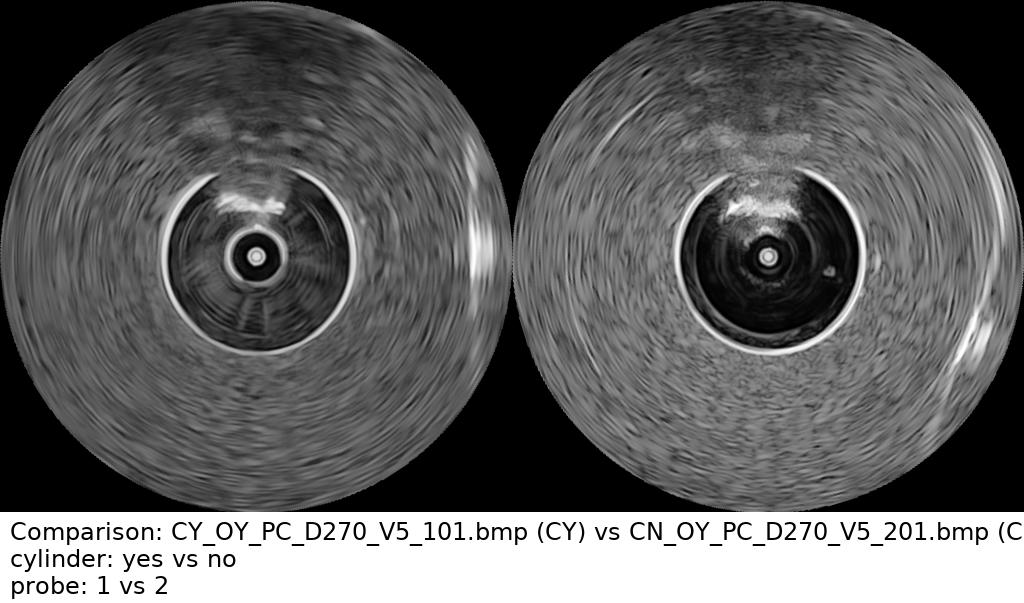 Comparison: CY_OY_PC_D270_V5_101.bmp (CY) vs CN_OY_PC_D270_V5_201.bmp (C
cylinder: yes vs no
probe: 1 vs 2